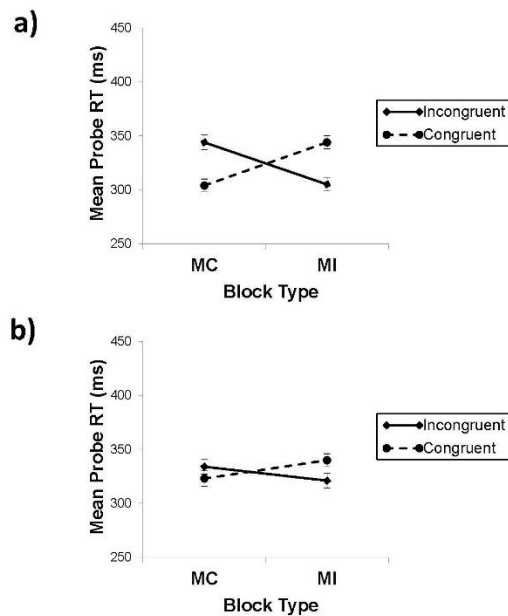 a)
450
400
350
300
250
Mean Probe RT (ms)
MC MI
Block Type
Incongruent
Congruent
b)
450
400
350
300
250
Mean Probe RT (ms)
MC MI
Block Type
Incongruent
Congruent